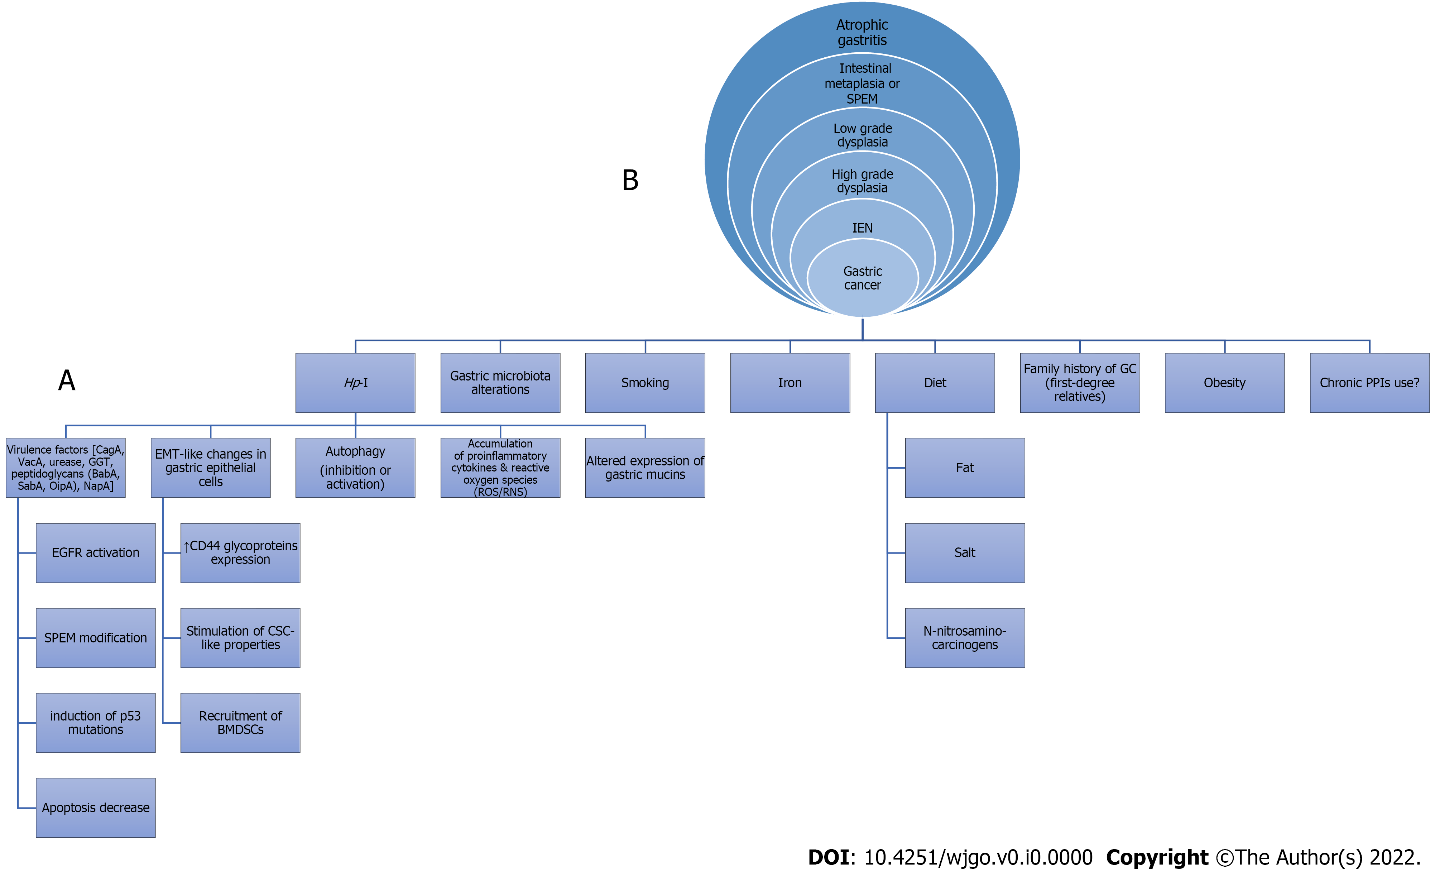 Atrophic
gastritis
Intestinal
metaplasia or
SPEM
Low grade
dysplasia
B
High grade
dysplasia
IEN
Gastric
cancer
A
Hp-I
Gastric microbiota
alterations
Smoking
Iron
Diet
Family history of GC
(first-degree
relatives)
Obesity
Chronic PPIs use?
Virulence factors [CagA,
VacA, urease, GGT,
peptidoglycans (BabA,
SabA, OipA), NapA]
EMT-like changes in
gastric epithelial
cells
Autophagy
(inhibition or
activation)
Accumulation
of proinflammatory
cytokines & reactive
oxygen species
(ROS/RNS)
Altered expression of
gastric mucins
Fat
EGFR activation
↑CD44 glycoproteins
expression
Salt
SPEM modification
Stimulation of CSC-
like properties
N-nitrosamino-
carcinogens
induction of p53
mutations
Recruitment of
BMDSCs
Apoptosis decrease
DOI: 10.4251/wjgo.v0.i0.0000 Copyright ©The Author(s) 2022.